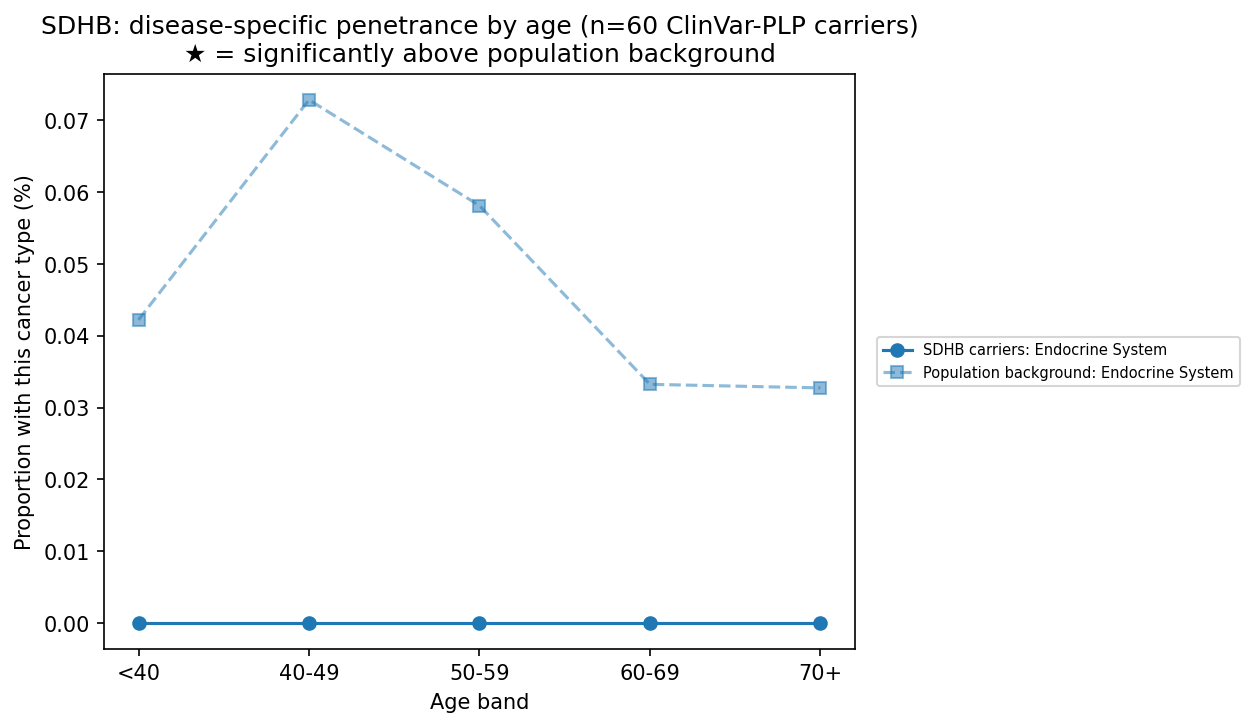 SDHB: disease-specific penetrance by age (n=60 ClinVar-PLP carriers)
★ = significantly above population background
Proportion with this cancer type (%)
0.07
0.06
0.05
0.04
0.03
0.02
0.01
0.00
<40
40-49
50-59
60-69
70+
Age band
SDHB carriers: Endocrine System
Population background: Endocrine System